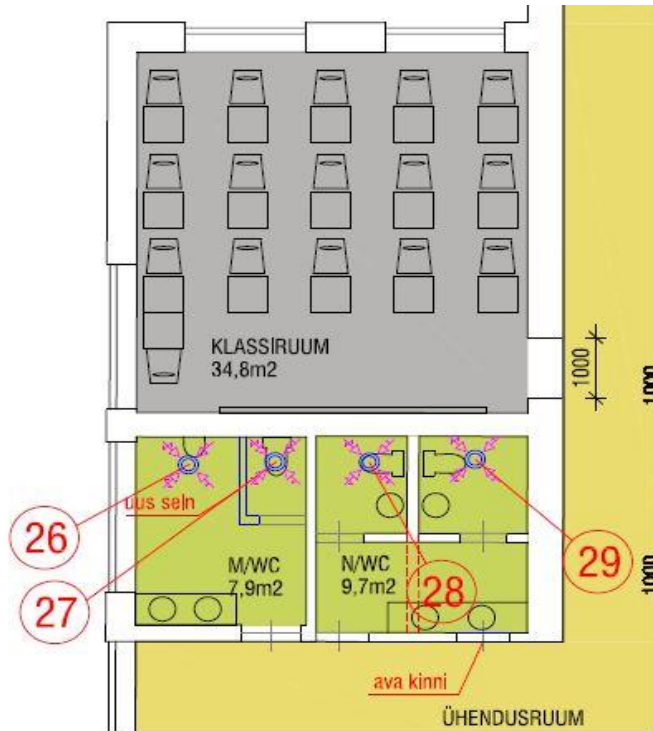 KLASSIRUUM
34,8m2
1000
1000
uus sein
26
27
M/WC
7,9m2
N/WC
9,7m2
28
29
1000
ava kinni
ÜHENDUSRUUM